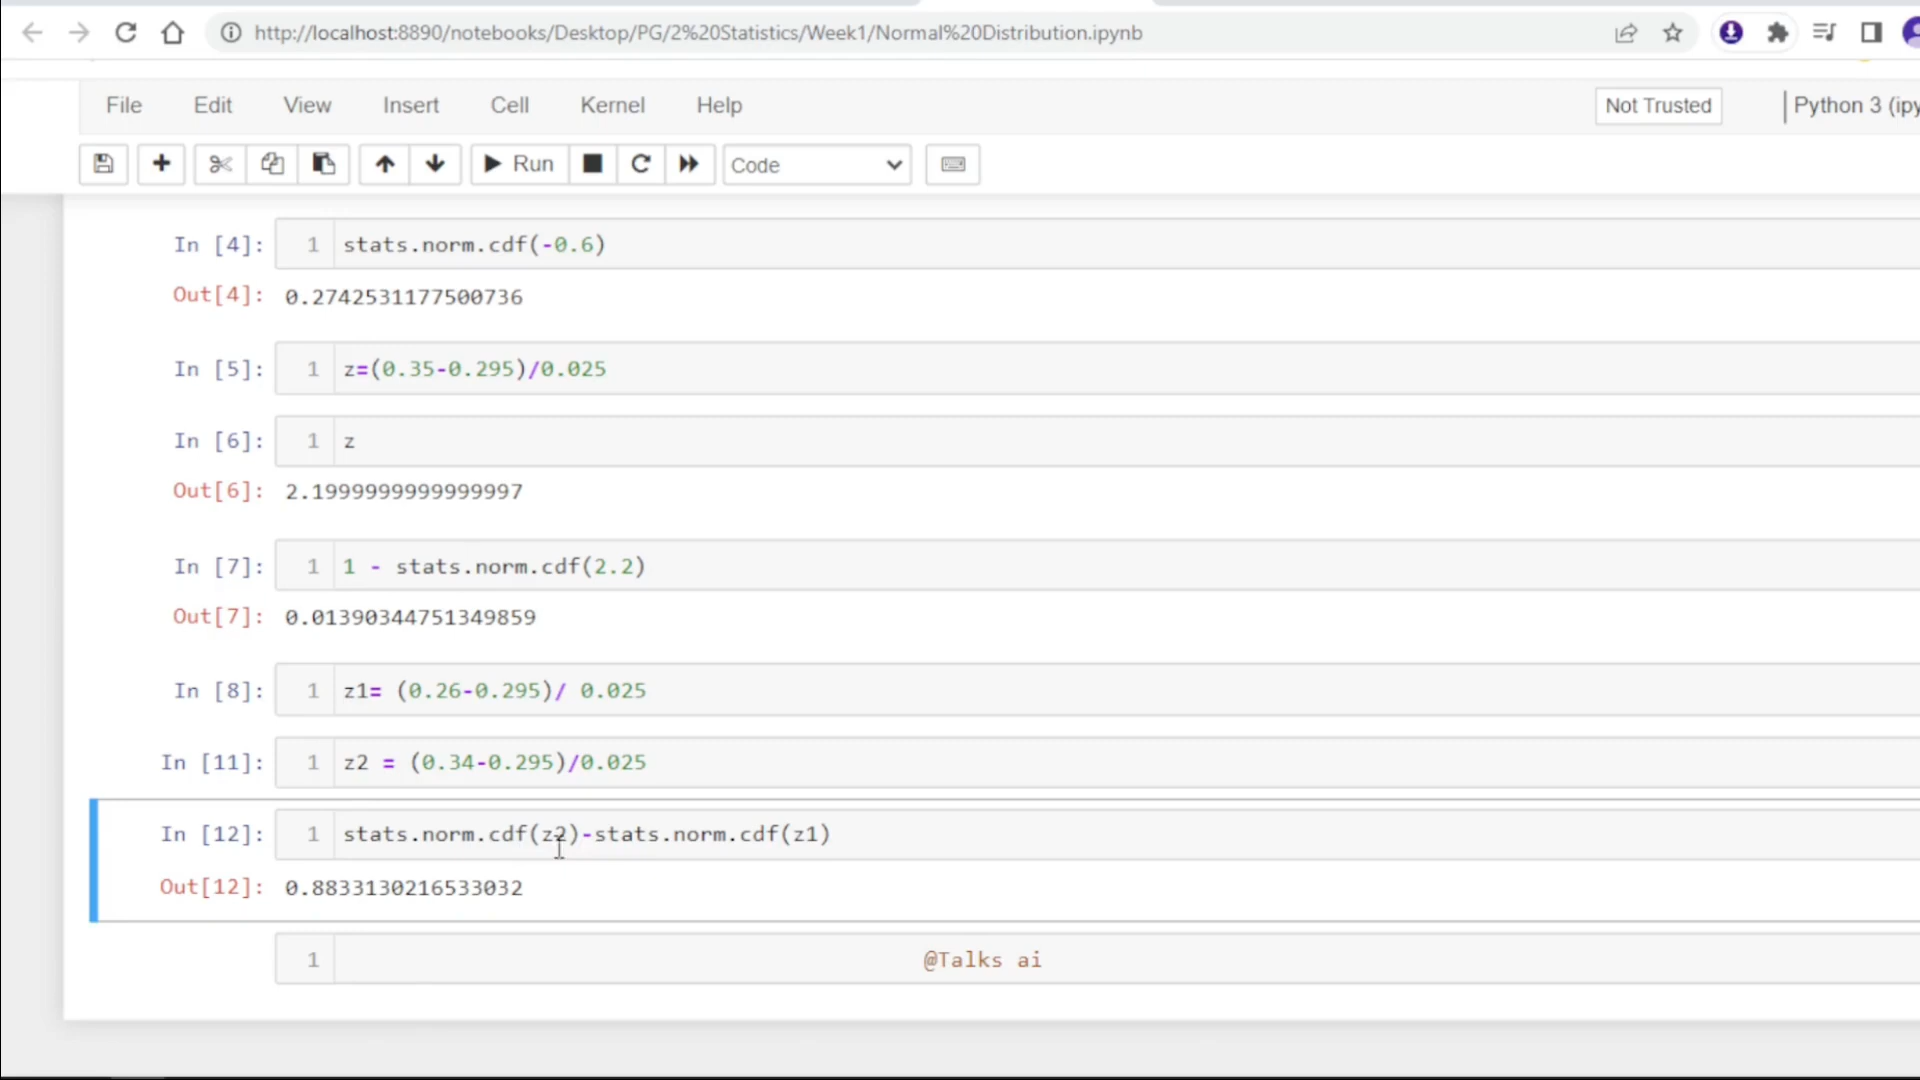 http://localhost:8890/notebooks/Desktop/PG/2%20Statistics/Week1/Normal%20Distribution.ipynb
File Edit View Insert Cell Kernel Help Not Trusted Python 3 (ipy
Run Code
In [4]: 1 stats.norm.cdf(-0.6)
Out[4]: 0.2742531177500736
In [5]: 1 z=(0.35-0.295)/0.025
In [6]: 1 z
Out[6]: 2.1999999999999997
In [7]: 1 1 - stats.norm.cdf(2.2)
Out[7]: 0.01390344751349859
In [8]: 1 z1= (0.26-0.295)/ 0.025
In [11]: 1 z2 = (0.34-0.295)/0.025
In [12]: 1 stats.norm.cdf(z2)-stats.norm.cdf(z1)
Out[12]: 0.8833130216533032
1 @Talks ai